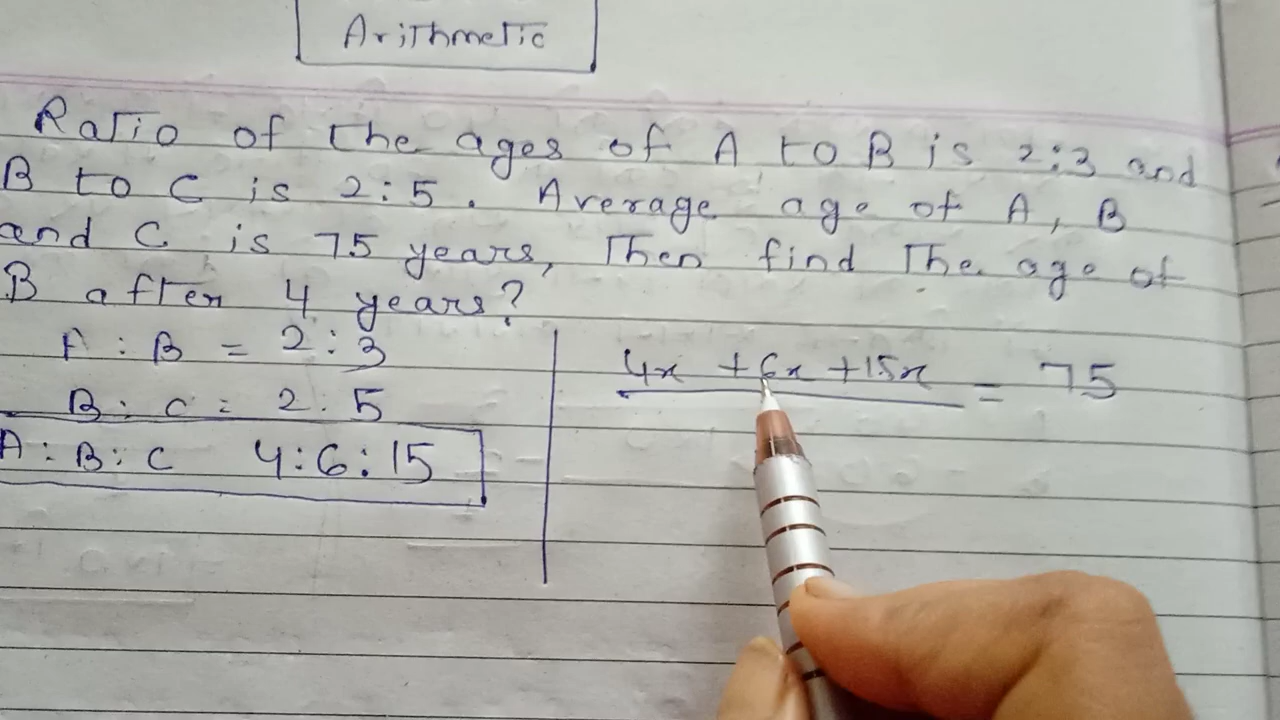 Arithmetic
Ratio of the ages of A to B is 2:3 and
B to C is 2:5. Average age of A, B
and C is 75 years, Then find The age of
B after 4 years?
A : B = 2 : 3
B : C = 2 : 5
A : B : C 4:6:15
4x + 6x + 15x = 75